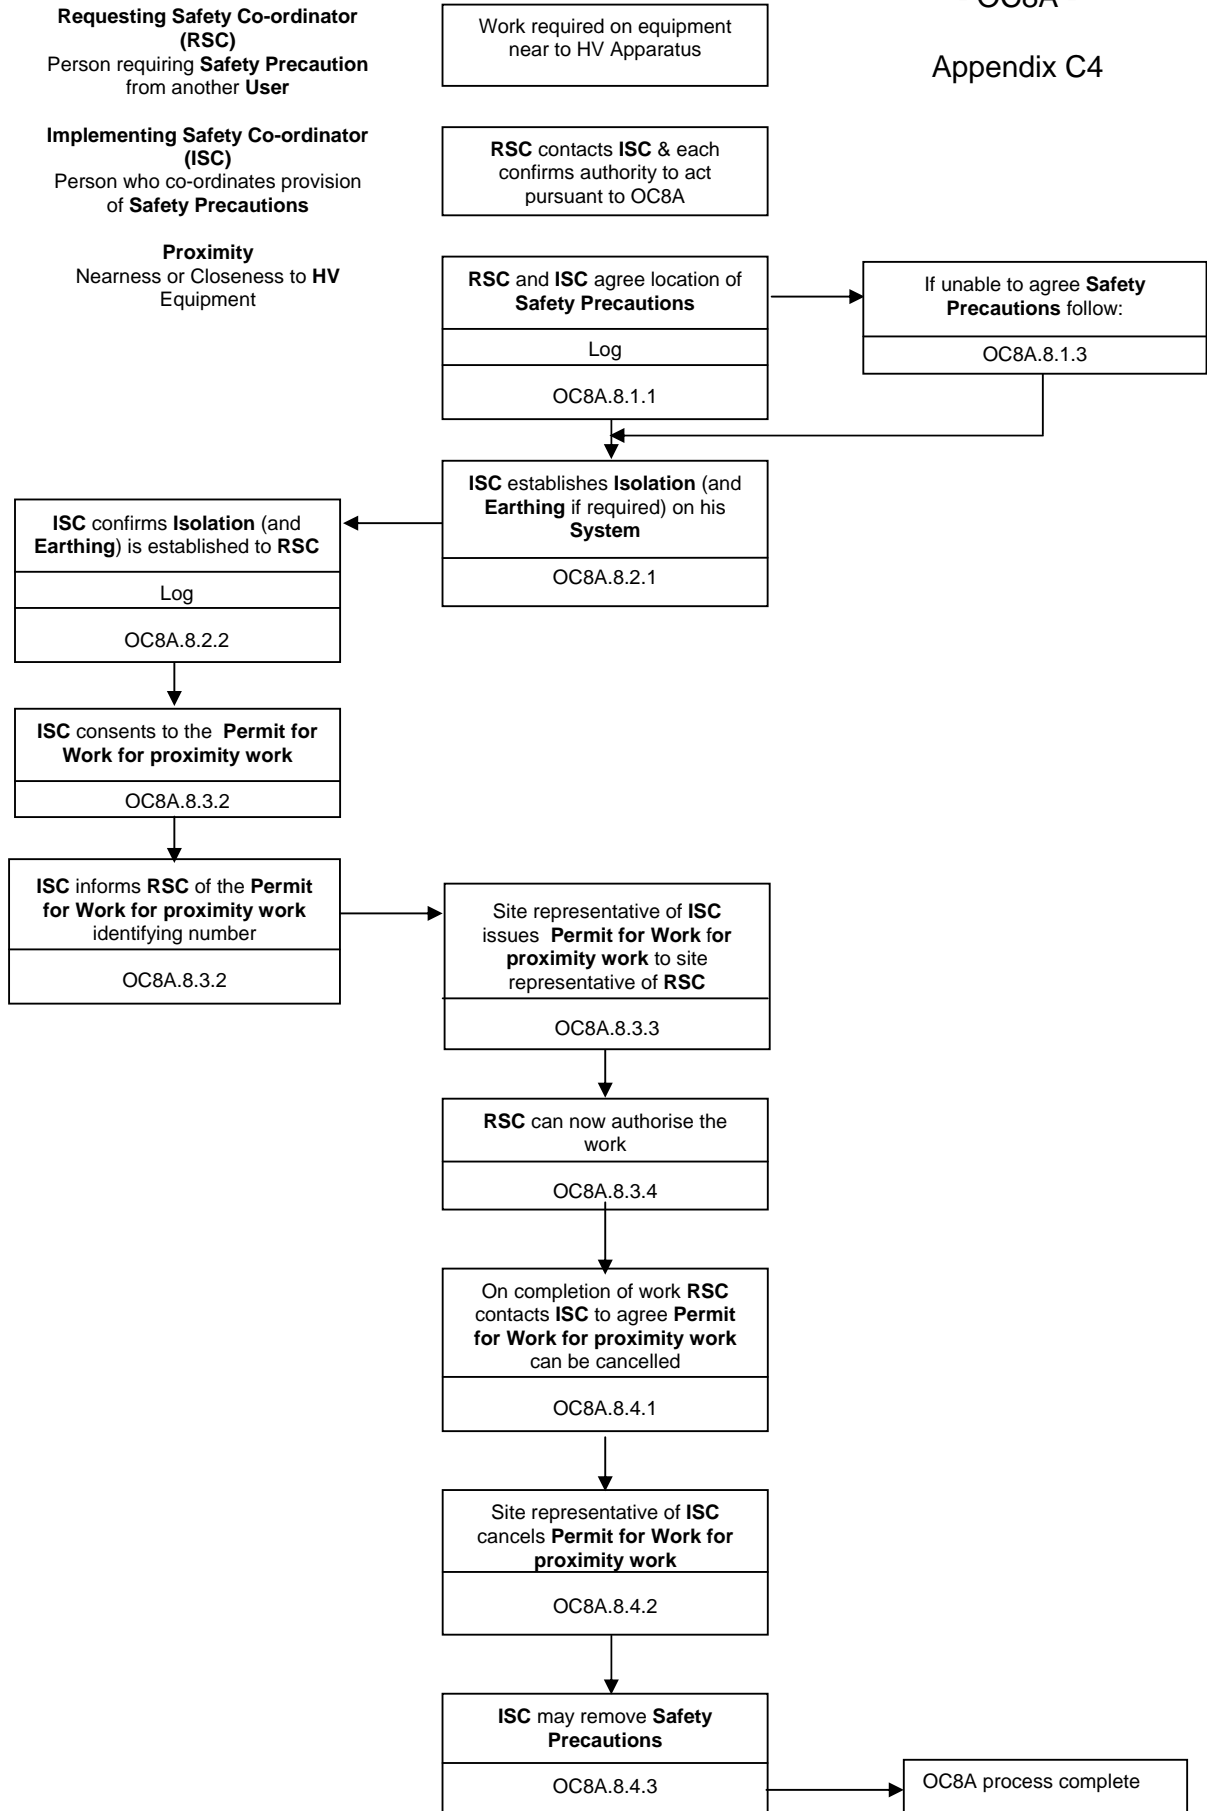 OC8A
Appendix C4
Requesting Safety Co-ordinator
(RSC)
Person requiring Safety Precaution
from another User
Work required on equipment
near to HV Apparatus
Implementing Safety Co-ordinator
(ISC)
Person who co-ordinates provision
of Safety Precautions
RSC contacts ISC & each
confirms authority to act
pursuant to OC8A
Proximity
Nearness or Closeness to HV
Equipment
RSC and ISC agree location of
Safety Precautions
Log
OC8A.8.1.1
If unable to agree Safety
Precautions follow:
OC8A.8.1.3
ISC establishes Isolation (and
Earthing if required) on his
System
OC8A.8.2.1
ISC confirms Isolation (and
Earthing) is established to RSC
Log
OC8A.8.2.2
ISC consents to the Permit for
Work for proximity work
OC8A.8.3.2
ISC informs RSC of the Permit
for Work for proximity work
identifying number
OC8A.8.3.2
Site representative of ISC
issues Permit for Work for
proximity work to site
representative of RSC
OC8A.8.3.3
RSC can now authorise the
work
OC8A.8.3.4
On completion of work RSC
contacts ISC to agree Permit
for Work for proximity work
can be cancelled
OC8A.8.4.1
Site representative of ISC
cancels Permit for Work for
proximity work
OC8A.8.4.2
ISC may remove Safety
Precautions
OC8A.8.4.3
OC8A process complete